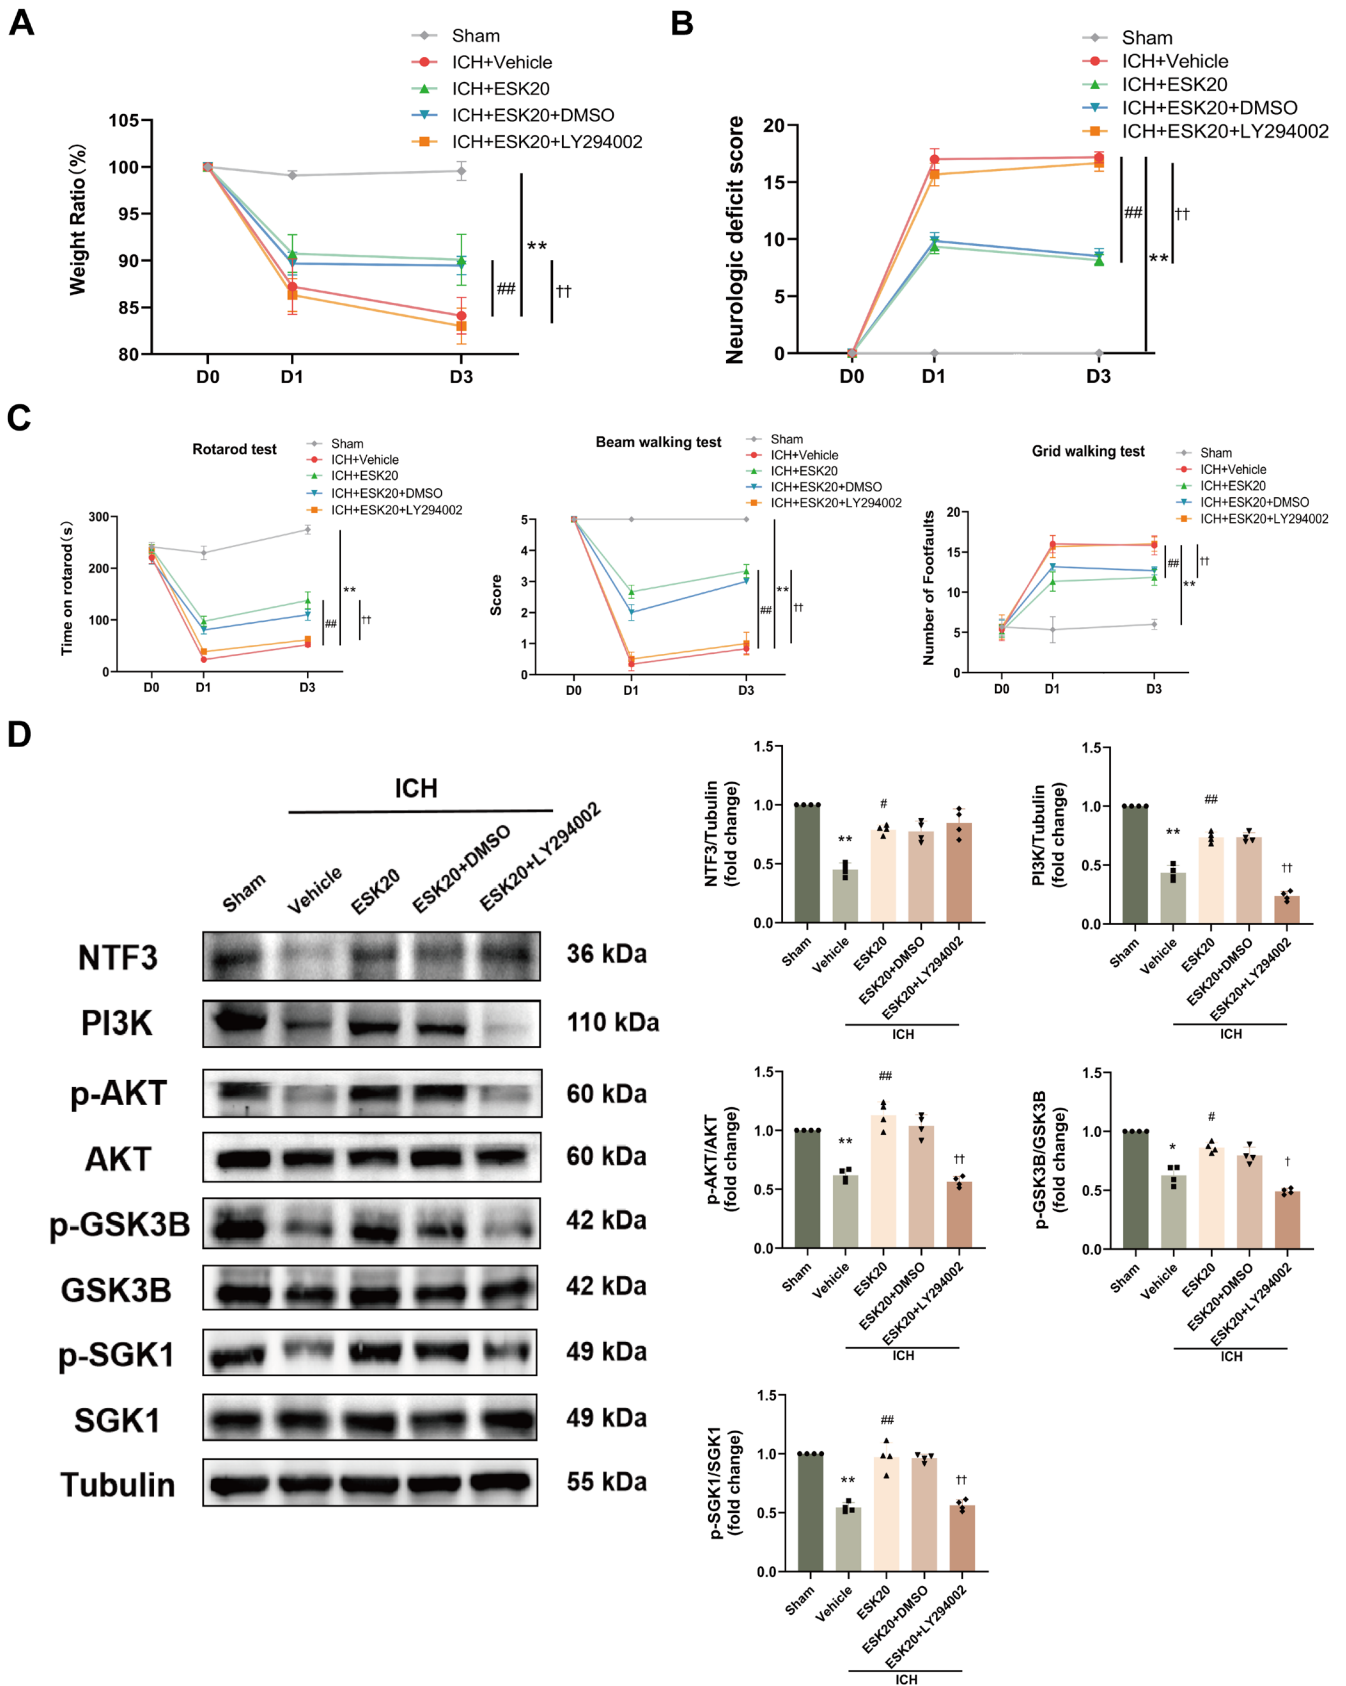 A
Sham
ICH+Vehicle
ICH+ESK20
ICH+ESK20+DMSO
ICH+ESK20+LY294002
Weight Ratio (%)
105
100
95
90
85
80
D0
D1
D3
**
##
††
B
Sham
ICH+Vehicle
ICH+ESK20
ICH+ESK20+DMSO
ICH+ESK20+LY294002
Neurologic deficit score
20
15
10
5
0
D0
D1
D3
##
**
††
C
Rotarod test
Sham
ICH+Vehicle
ICH+ESK20
ICH+ESK20+DMSO
ICH+ESK20+LY294002
Time on rotarod (s)
300
200
100
0
D0
D1
D3
##
**
††
Beam walking test
Sham
ICH+Vehicle
ICH+ESK20
ICH+ESK20+DMSO
ICH+ESK20+LY294002
Score
5
4
3
2
1
0
D0
D1
D3
##
**
††
Grid walking test
Sham
ICH+Vehicle
ICH+ESK20
ICH+ESK20+DMSO
ICH+ESK20+LY294002
Number of Footfaults
20
15
10
5
0
D0
D1
D3
##
**
††
D
ICH
Sham
Vehicle
ESK20
ESK20+DMSO
ESK20+LY294002
NTF3
36 kDa
PI3K
110 kDa
p-AKT
60 kDa
AKT
60 kDa
p-GSK3B
42 kDa
GSK3B
42 kDa
p-SGK1
49 kDa
SGK1
49 kDa
Tubulin
55 kDa
NTF3/Tubulin
(fold change)
1.5
1.0
0.5
0.0
**
#
Sham
Vehicle
ESK20
ESK20+DMSO
ESK20+LY294002
ICH
PI3K/Tubulin
(fold change)
1.5
1.0
0.5
0.0
**
##
††
Sham
Vehicle
ESK20
ESK20+DMSO
ESK20+LY294002
ICH
p-AKT/AKT
(fold change)
1.5
1.0
0.5
0.0
**
##
††
Sham
Vehicle
ESK20
ESK20+DMSO
ESK20+LY294002
ICH
p-GSK3B/GSK3B
(fold change)
1.5
1.0
0.5
0.0
*
#
†
Sham
Vehicle
ESK20
ESK20+DMSO
ESK20+LY294002
ICH
p-SGK1/SGK1
(fold change)
1.5
1.0
0.5
0.0
**
##
††
Sham
Vehicle
ESK20
ESK20+DMSO
ESK20+LY294002
ICH